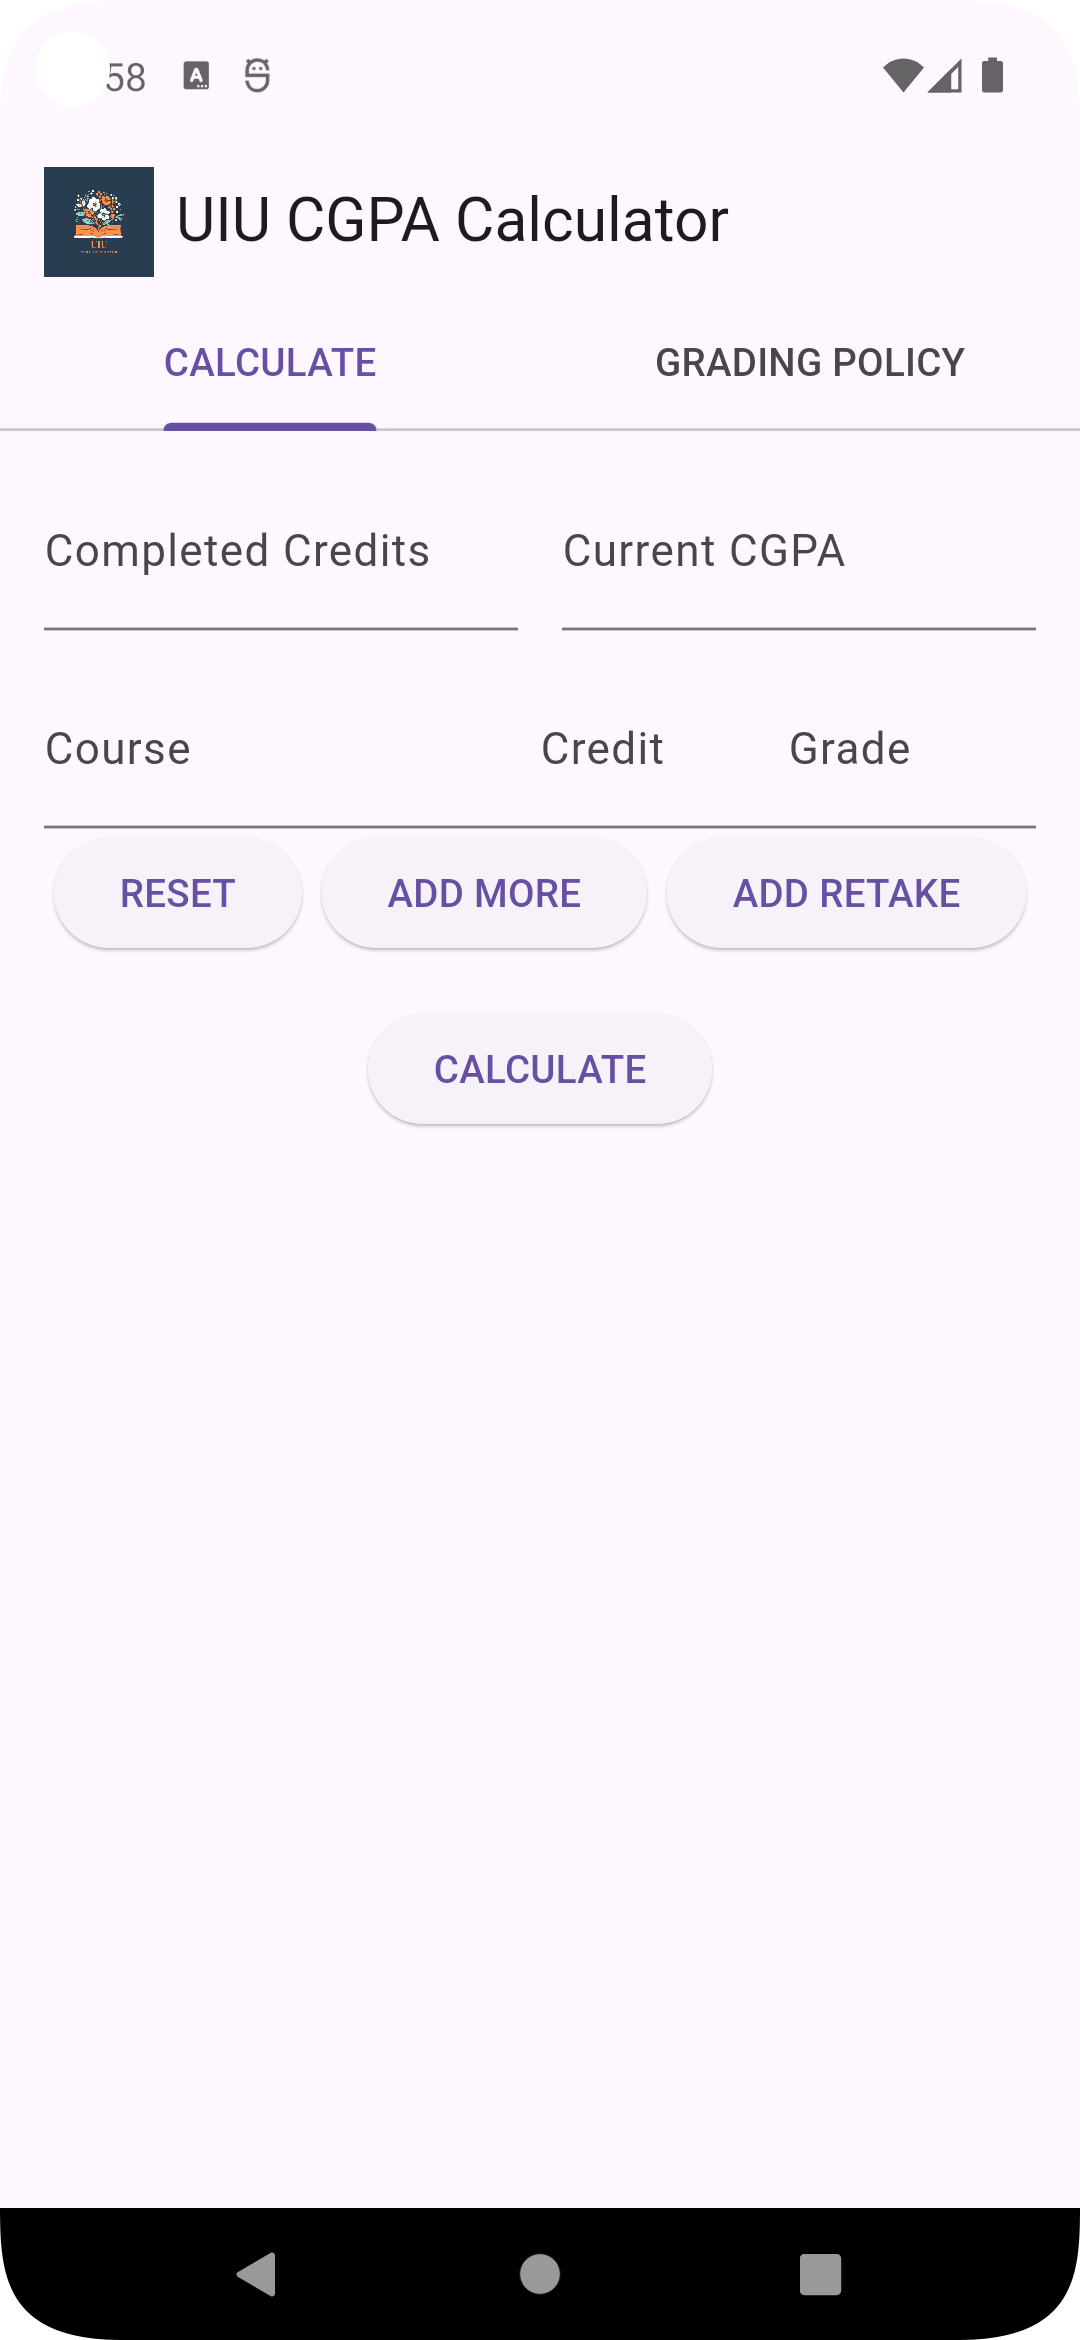 58
UIU CGPA Calculator
UIU
CALCULATE GRADING POLICY
Completed Credits Current CGPA
Course Credit Grade
RESET ADD MORE ADD RETAKE
CALCULATE